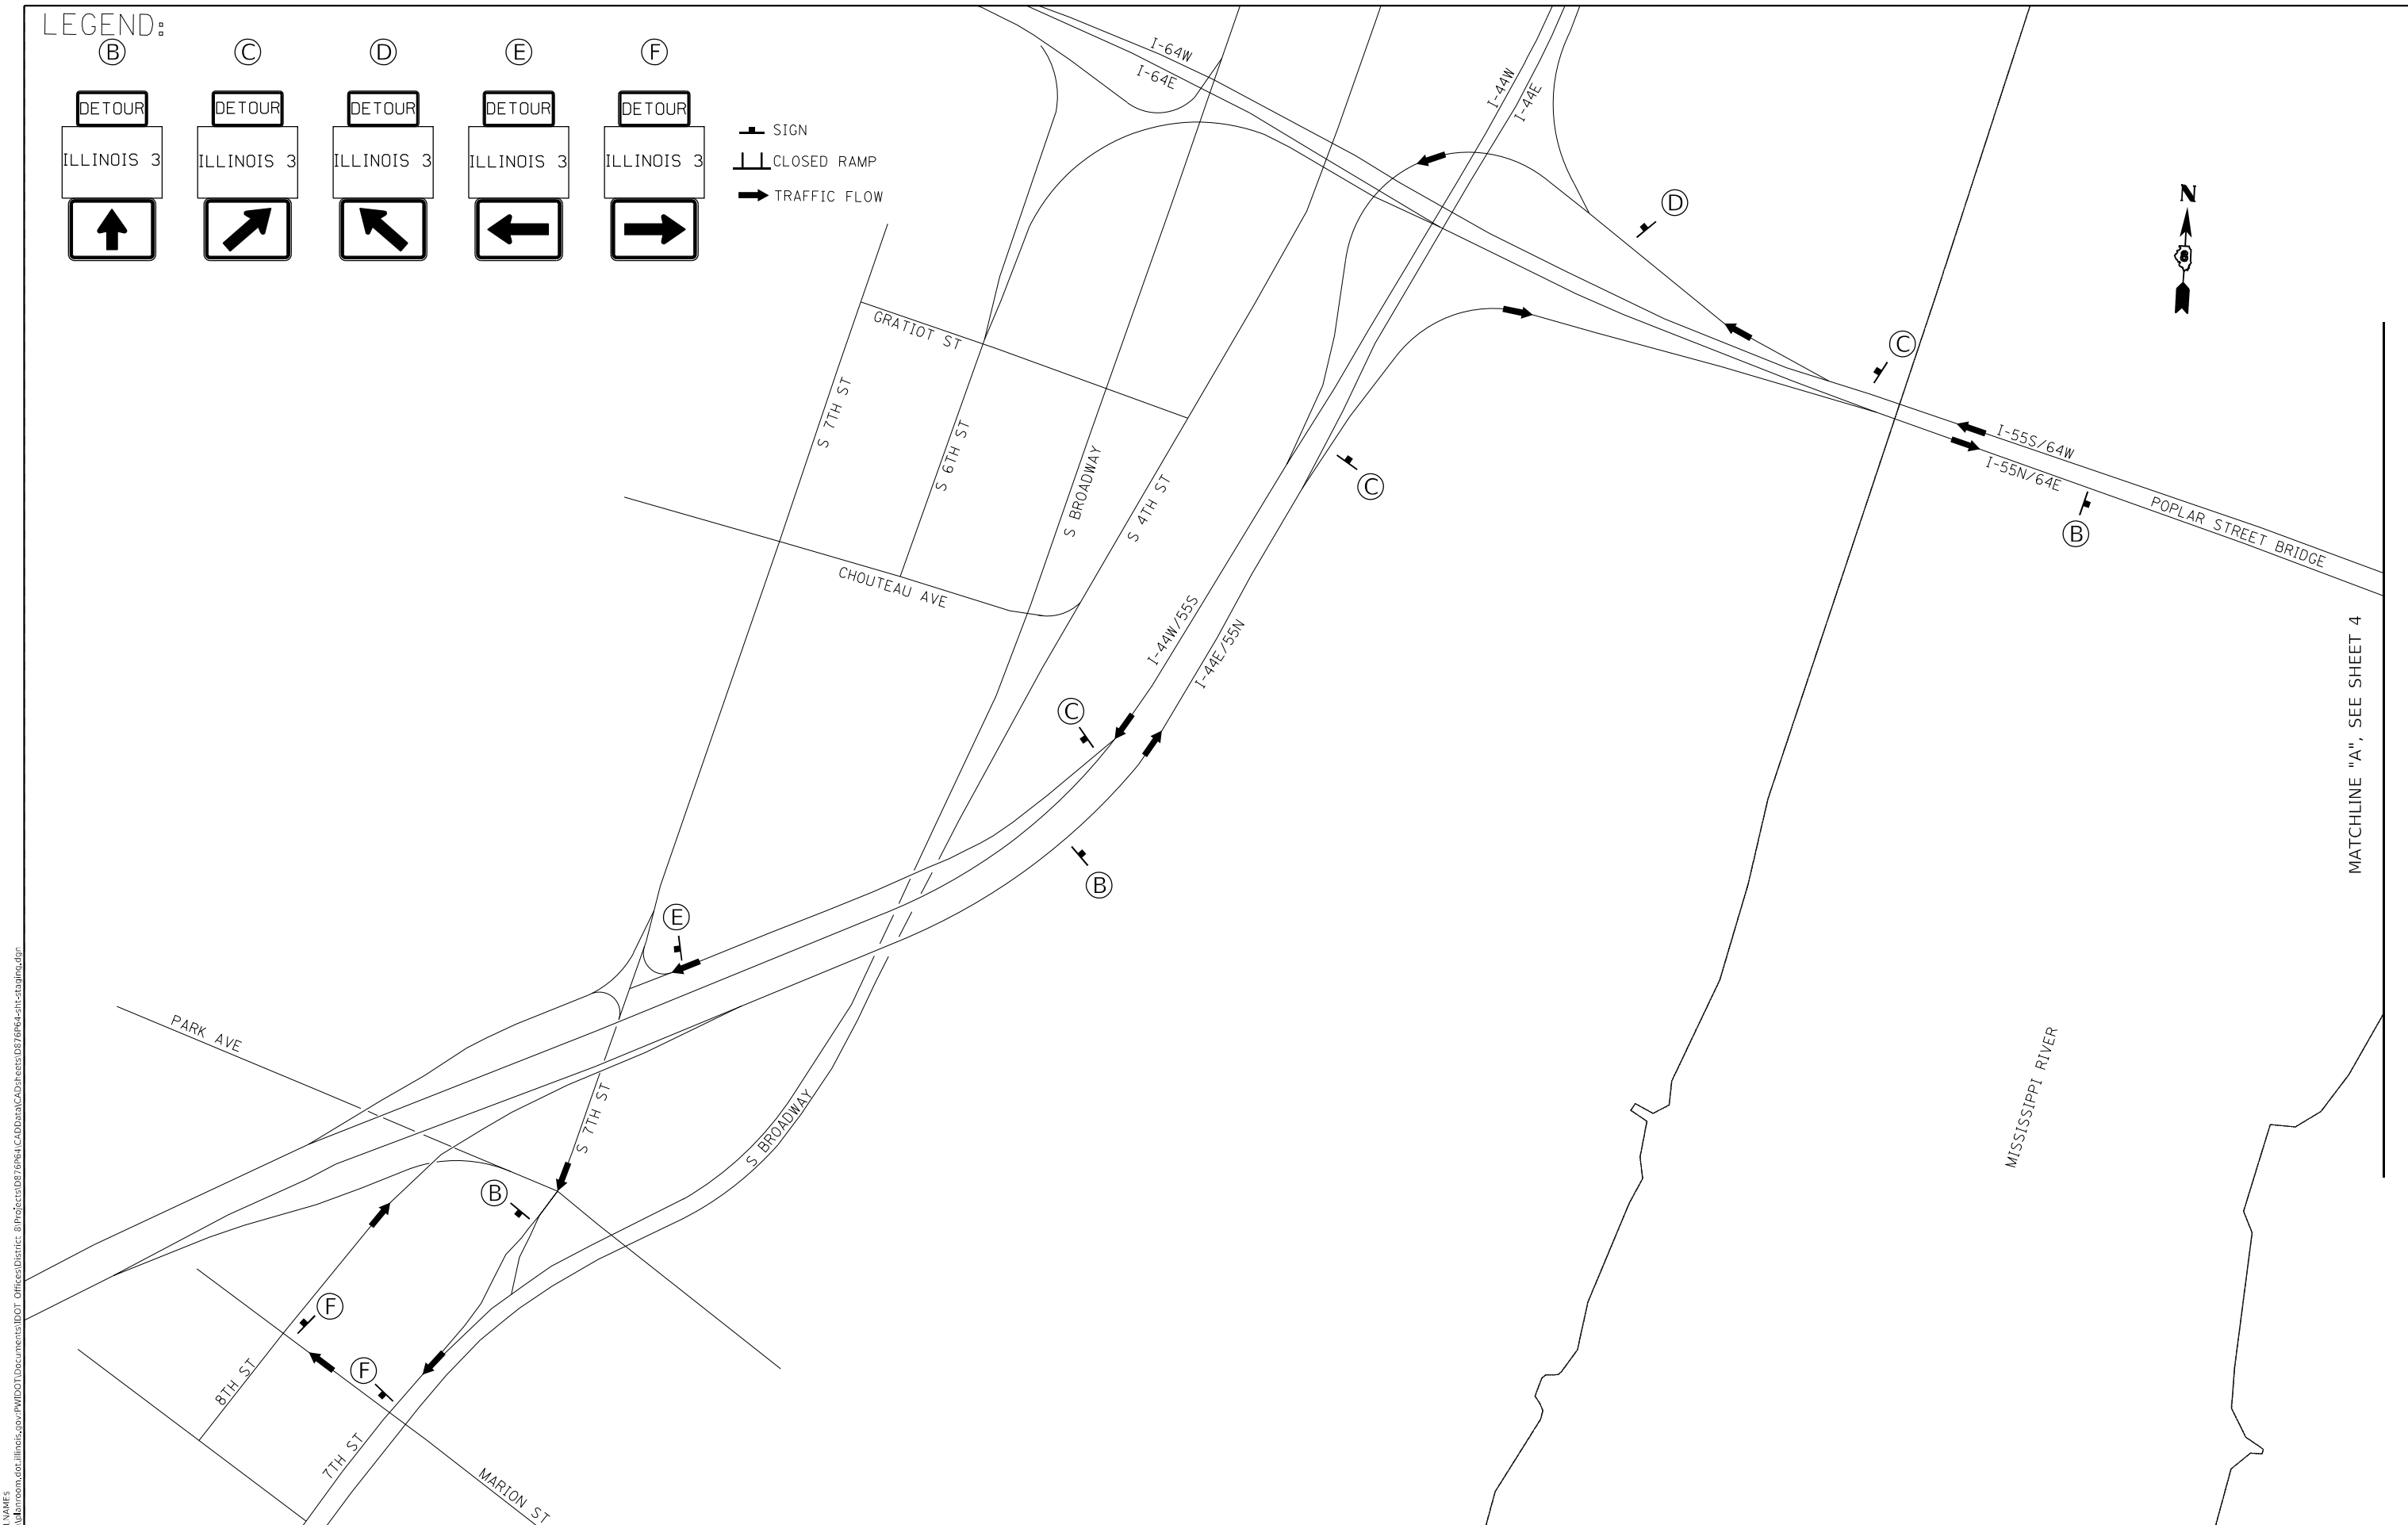 LEGEND:
B C D E F
DETOUR DETOUR DETOUR DETOUR DETOUR
ILLINOIS 3 ILLINOIS 3 ILLINOIS 3 ILLINOIS 3 ILLINOIS 3
SIGN
CLOSED RAMP
TRAFFIC FLOW
I-64W
I-64E
I-44W
I-44E
N
8
D
C
GRATIOT ST
S 7TH ST
S 6TH ST
S BROADWAY
S 4TH ST
C
I-55S/64W
I-55N/64E
POPLAR STREET BRIDGE
B
CHOUTEAU AVE
I-44W/55S
I-44E/55N
MATCHLINE "A", SEE SHEET 4
C
B
E
PARK AVE
S 7TH ST
S BROADWAY
MISSISSIPPI RIVER
B
F
F
8TH ST
7TH ST
MARION ST